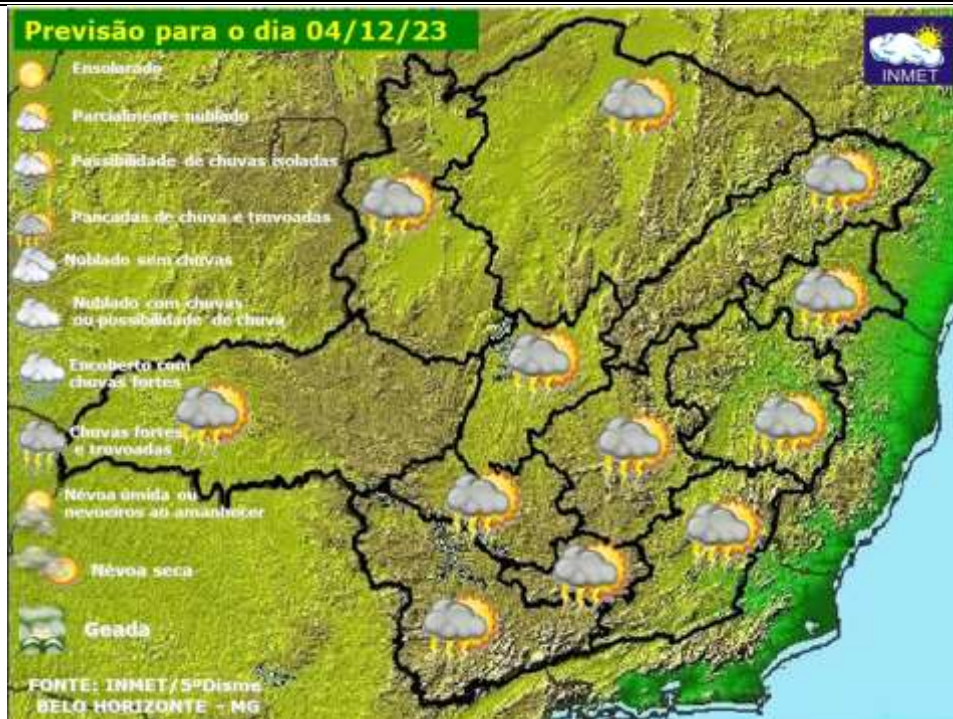 Previsão para o dia 04/12/23
INMET
Ensolarado
Parcialmente nublado
Possibilidade de chuvas isoladas
Pancadas de chuva e trovoadas
Noblado sem chuvas
Nublado com chuvas
ou possibilidade de chuva
Encoberto com
chuvas fortes
Chuvas fortes
e trovoadas
Névoa úmida ou
nevoeiros ao amanhecer
Névoa seca
Geada
FONTE: INMET/5ºDisme
BELO HORIZONTE - MG